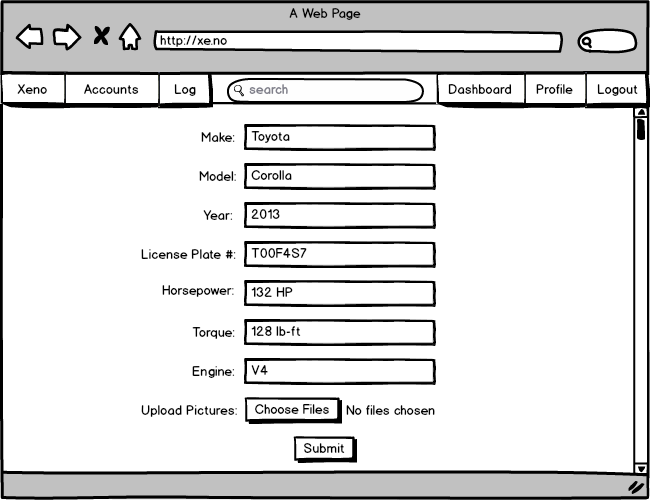 A Web Page
http://xe.no
Xeno Accounts Log search Dashboard Profile Logout
Make: Toyota
Model: Corolla
Year: 2013
License Plate #: T00F4S7
Horsepower: 132 HP
Torque: 128 lb-ft
Engine: V4
Upload Pictures: Choose Files No files chosen
Submit